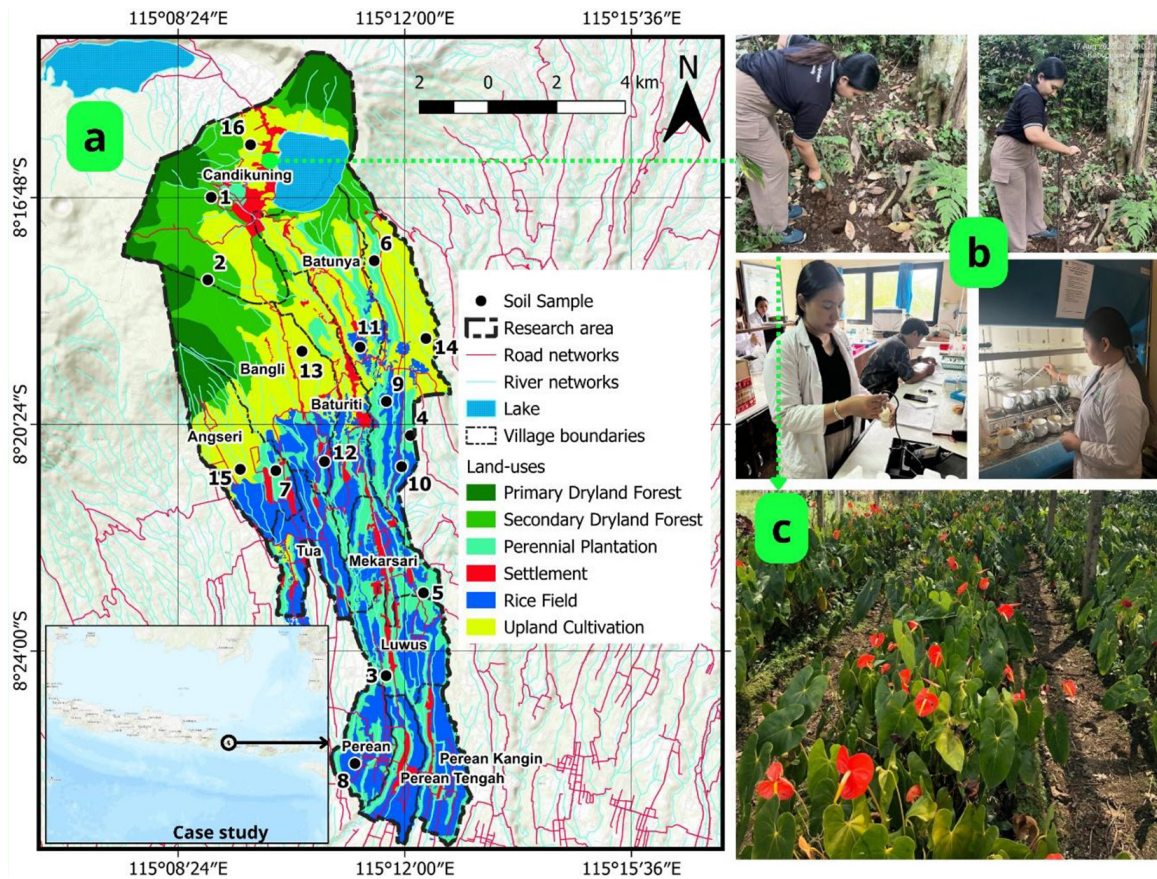 115°08′24″E 115°12′00″E 115°15′36″E
8°16′48″S
8°20′24″S
8°24′00″S
a
2 0 2 4 km
N
16
Candikuning
1
2
Batunya
6
11
14
Bangli
13
9
Baturiti
4
Angseri
12
15
7
10
Tua
Mekarsari
5
Luwus
3
Perean
8
Perean Kangin
Perean Tengah
Soil Sample
Research area
Road networks
River networks
Lake
Village boundaries
Land-uses
Primary Dryland Forest
Secondary Dryland Forest
Perennial Plantation
Settlement
Rice Field
Upland Cultivation
Case study
115°08′24″E 115°12′00″E 115°15′36″E
17 Aug
b
c